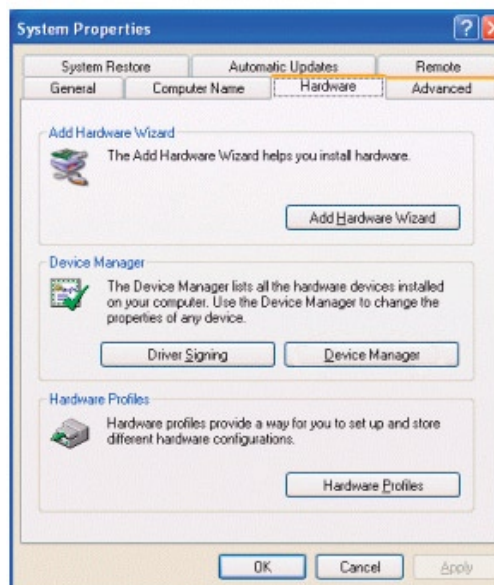 System Properties
System Restore Automatic Updates Remote
General Computer Name Hardware Advanced
Add Hardware Wizard
The Add Hardware Wizard helps you install hardware.
Add Hardware Wizard
Device Manager
The Device Manager lists all the hardware devices installed
on your computer. Use the Device Manager to change the
properties of any device.
Driver Signing Device Manager
Hardware Profiles
Hardware profiles provide a way for you to set up and store
different hardware configurations.
Hardware Profiles
OK Cancel Apply